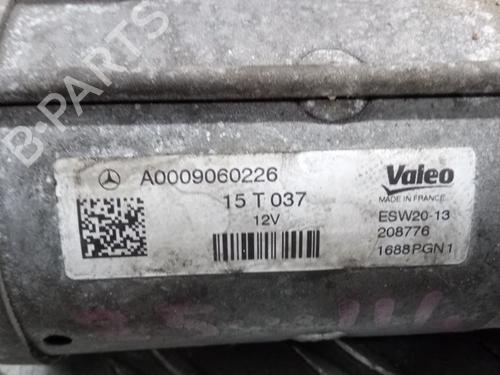 B-PARTS
A0009060226
15 T 037
12V
Valeo
MADE IN FRANCE
ESW20-13
208776
1688PGN1